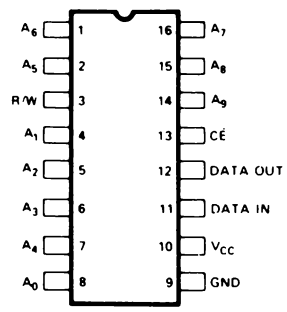 A6 1 16 A7
A5 2 15 A8
R/W 3 14 A9
A1 4 13 CE
A2 5 12 DATA OUT
A3 6 11 DATA IN
A4 7 10 VCC
A0 8 9 GND